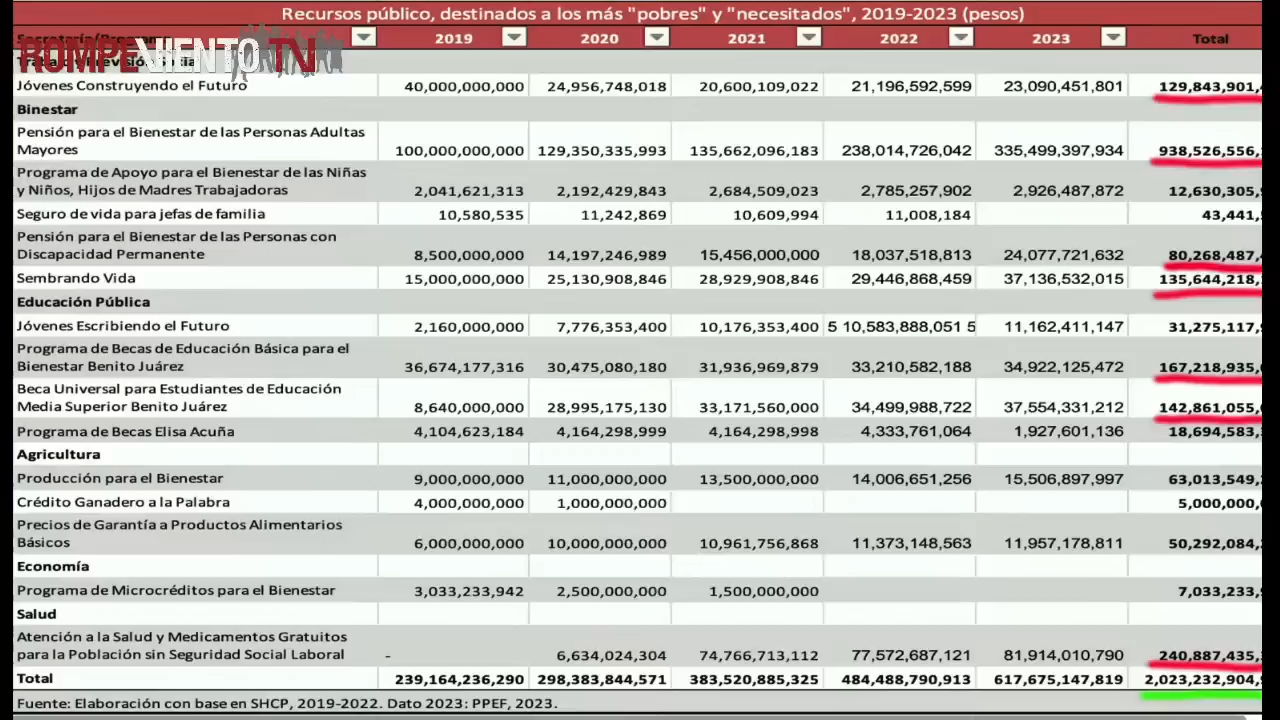 Recursos público, destinados a los más "pobres" y "necesitados", 2019-2023 (pesos)
ROMPEVIENTO TV
2019 2020 2021 2022 2023 Total
Jóvenes Construyendo el Futuro 40,000,000,000 24,956,748,018 20,600,109,022 21,196,592,599 23,090,451,801 129,843,901,
Binestar
Pensión para el Bienestar de las Personas Adultas
Mayores 100,000,000,000 129,350,335,993 135,662,096,183 238,014,726,042 335,499,397,934 938,526,556,
Programa de Apoyo para el Bienestar de las Niñas
y Niños, Hijos de Madres Trabajadoras 2,041,621,313 2,192,429,843 2,684,509,023 2,785,257,902 2,926,487,872 12,630,305,
Seguro de vida para jefas de familia 10,580,535 11,242,869 10,609,994 11,008,184 43,441,
Pensión para el Bienestar de las Personas con
Discapacidad Permanente 8,500,000,000 14,197,246,989 15,456,000,000 18,037,518,813 24,077,721,632 80,268,487,
Sembrando Vida 15,000,000,000 25,130,908,846 28,929,908,846 29,446,868,459 37,136,532,015 135,644,218,
Educación Pública
Jóvenes Escribiendo el Futuro 2,160,000,000 7,776,353,400 10,176,353,400 5 10,583,888,051 5 11,162,411,147 31,275,117,
Programa de Becas de Educación Básica para el
Bienestar Benito Juárez 36,674,177,316 30,475,080,180 31,936,969,879 33,210,582,188 34,922,125,472 167,218,935,
Beca Universal para Estudiantes de Educación
Media Superior Benito Juárez 8,640,000,000 28,995,175,130 33,171,560,000 34,499,988,722 37,554,331,212 142,861,055,
Programa de Becas Elisa Acuña 4,104,623,184 4,164,298,999 4,164,298,998 4,333,761,064 1,927,601,136 18,694,583,
Agricultura
Producción para el Bienestar 9,000,000,000 11,000,000,000 13,500,000,000 14,006,651,256 15,506,897,997 63,013,549,
Crédito Ganadero a la Palabra 4,000,000,000 1,000,000,000 5,000,000,
Precios de Garantía a Productos Alimentarios
Básicos 6,000,000,000 10,000,000,000 10,961,756,868 11,373,148,563 11,957,178,811 50,292,084,
Economía
Programa de Microcréditos para el Bienestar 3,033,233,942 2,500,000,000 1,500,000,000 7,033,233,
Salud
Atención a la Salud y Medicamentos Gratuitos
para la Población sin Seguridad Social Laboral - 6,634,024,304 74,766,713,112 77,572,687,121 81,914,010,790 240,887,435,
Total 239,164,236,290 298,383,844,571 383,520,885,325 484,488,790,913 617,675,147,819 2,023,232,904,
Fuente: Elaboración con base en SHCP, 2019-2022. Dato 2023: PPEF, 2023.